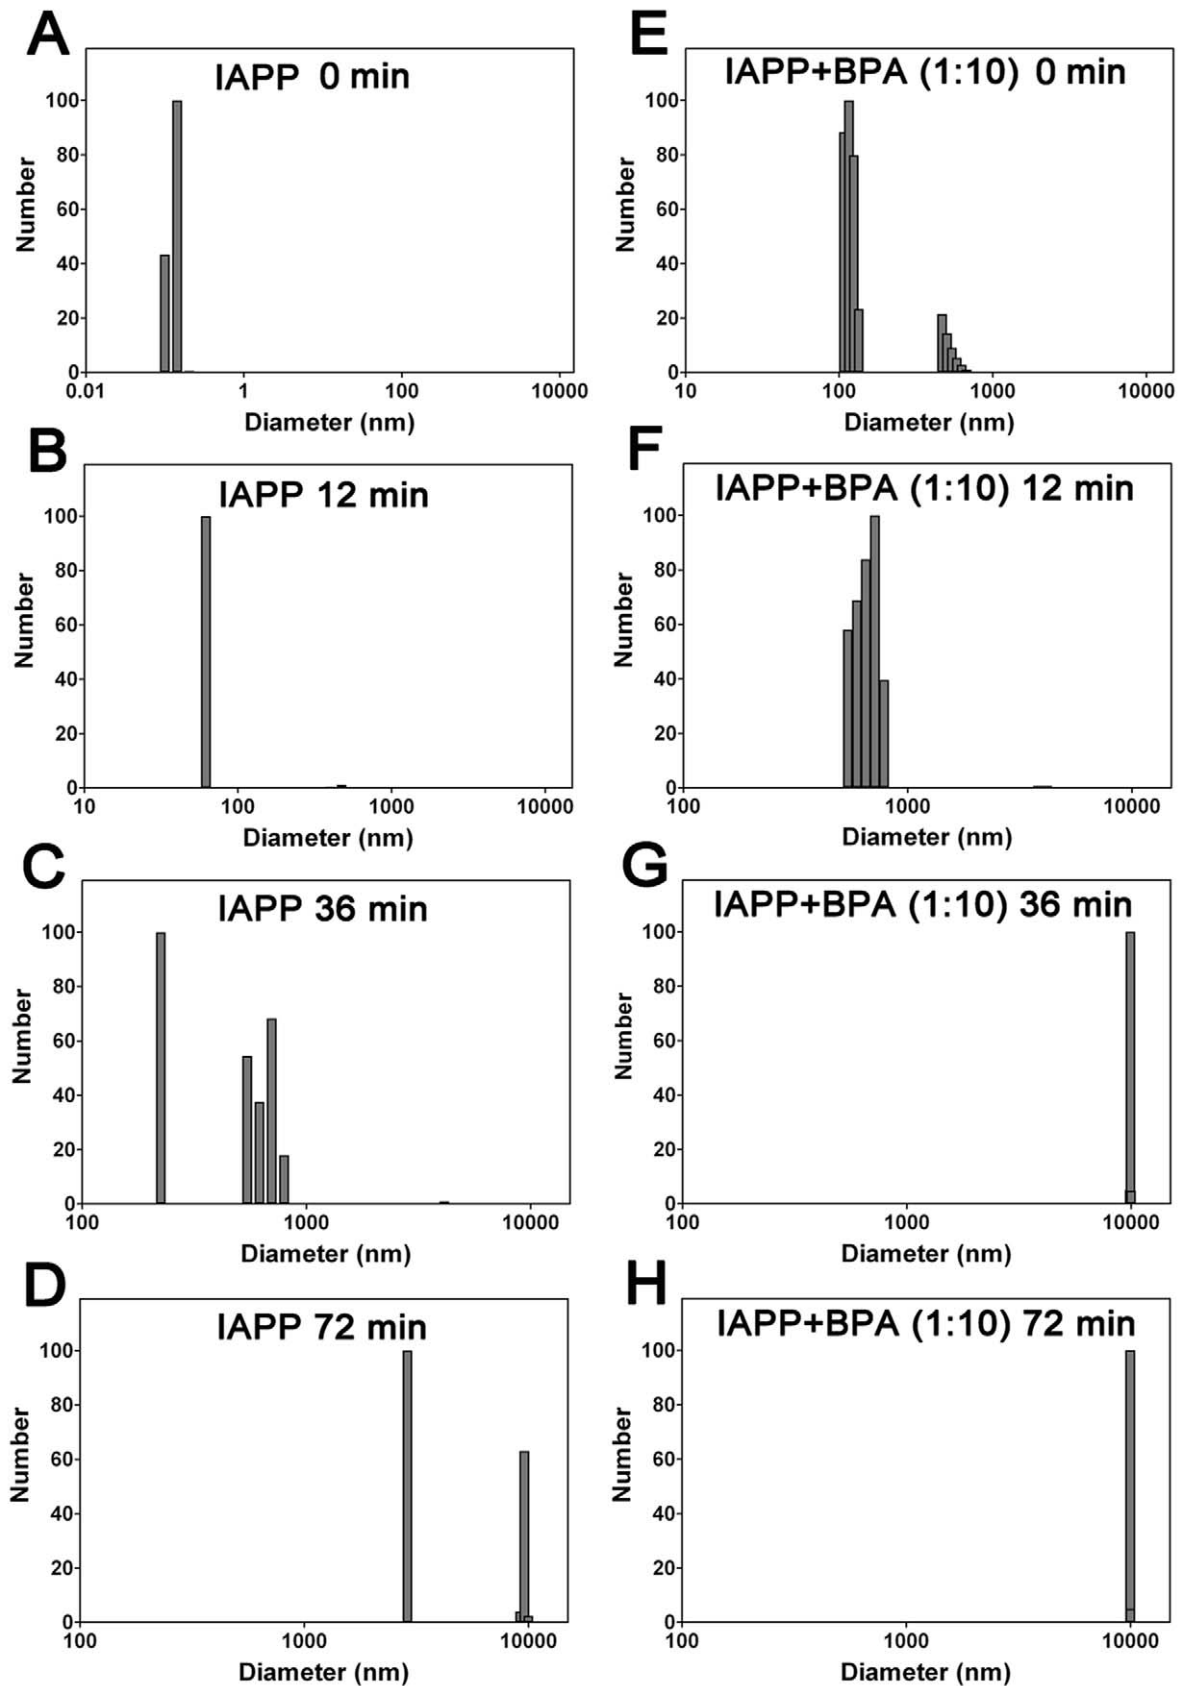 A
IAPP 0 min
Number
100
80
60
40
20
0
0.01 1 100 10000
Diameter (nm)
E
IAPP+BPA (1:10) 0 min
Number
100
80
60
40
20
0
10 100 1000 10000
Diameter (nm)
B
IAPP 12 min
Number
100
80
60
40
20
0
10 100 1000 10000
Diameter (nm)
F
IAPP+BPA (1:10) 12 min
Number
100
80
60
40
20
0
100 1000 10000
Diameter (nm)
C
IAPP 36 min
Number
100
80
60
40
20
0
100 1000 10000
Diameter (nm)
G
IAPP+BPA (1:10) 36 min
Number
100
80
60
40
20
0
100 1000 10000
Diameter (nm)
D
IAPP 72 min
Number
100
80
60
40
20
0
100 1000 10000
Diameter (nm)
H
IAPP+BPA (1:10) 72 min
Number
100
80
60
40
20
0
100 1000 10000
Diameter (nm)